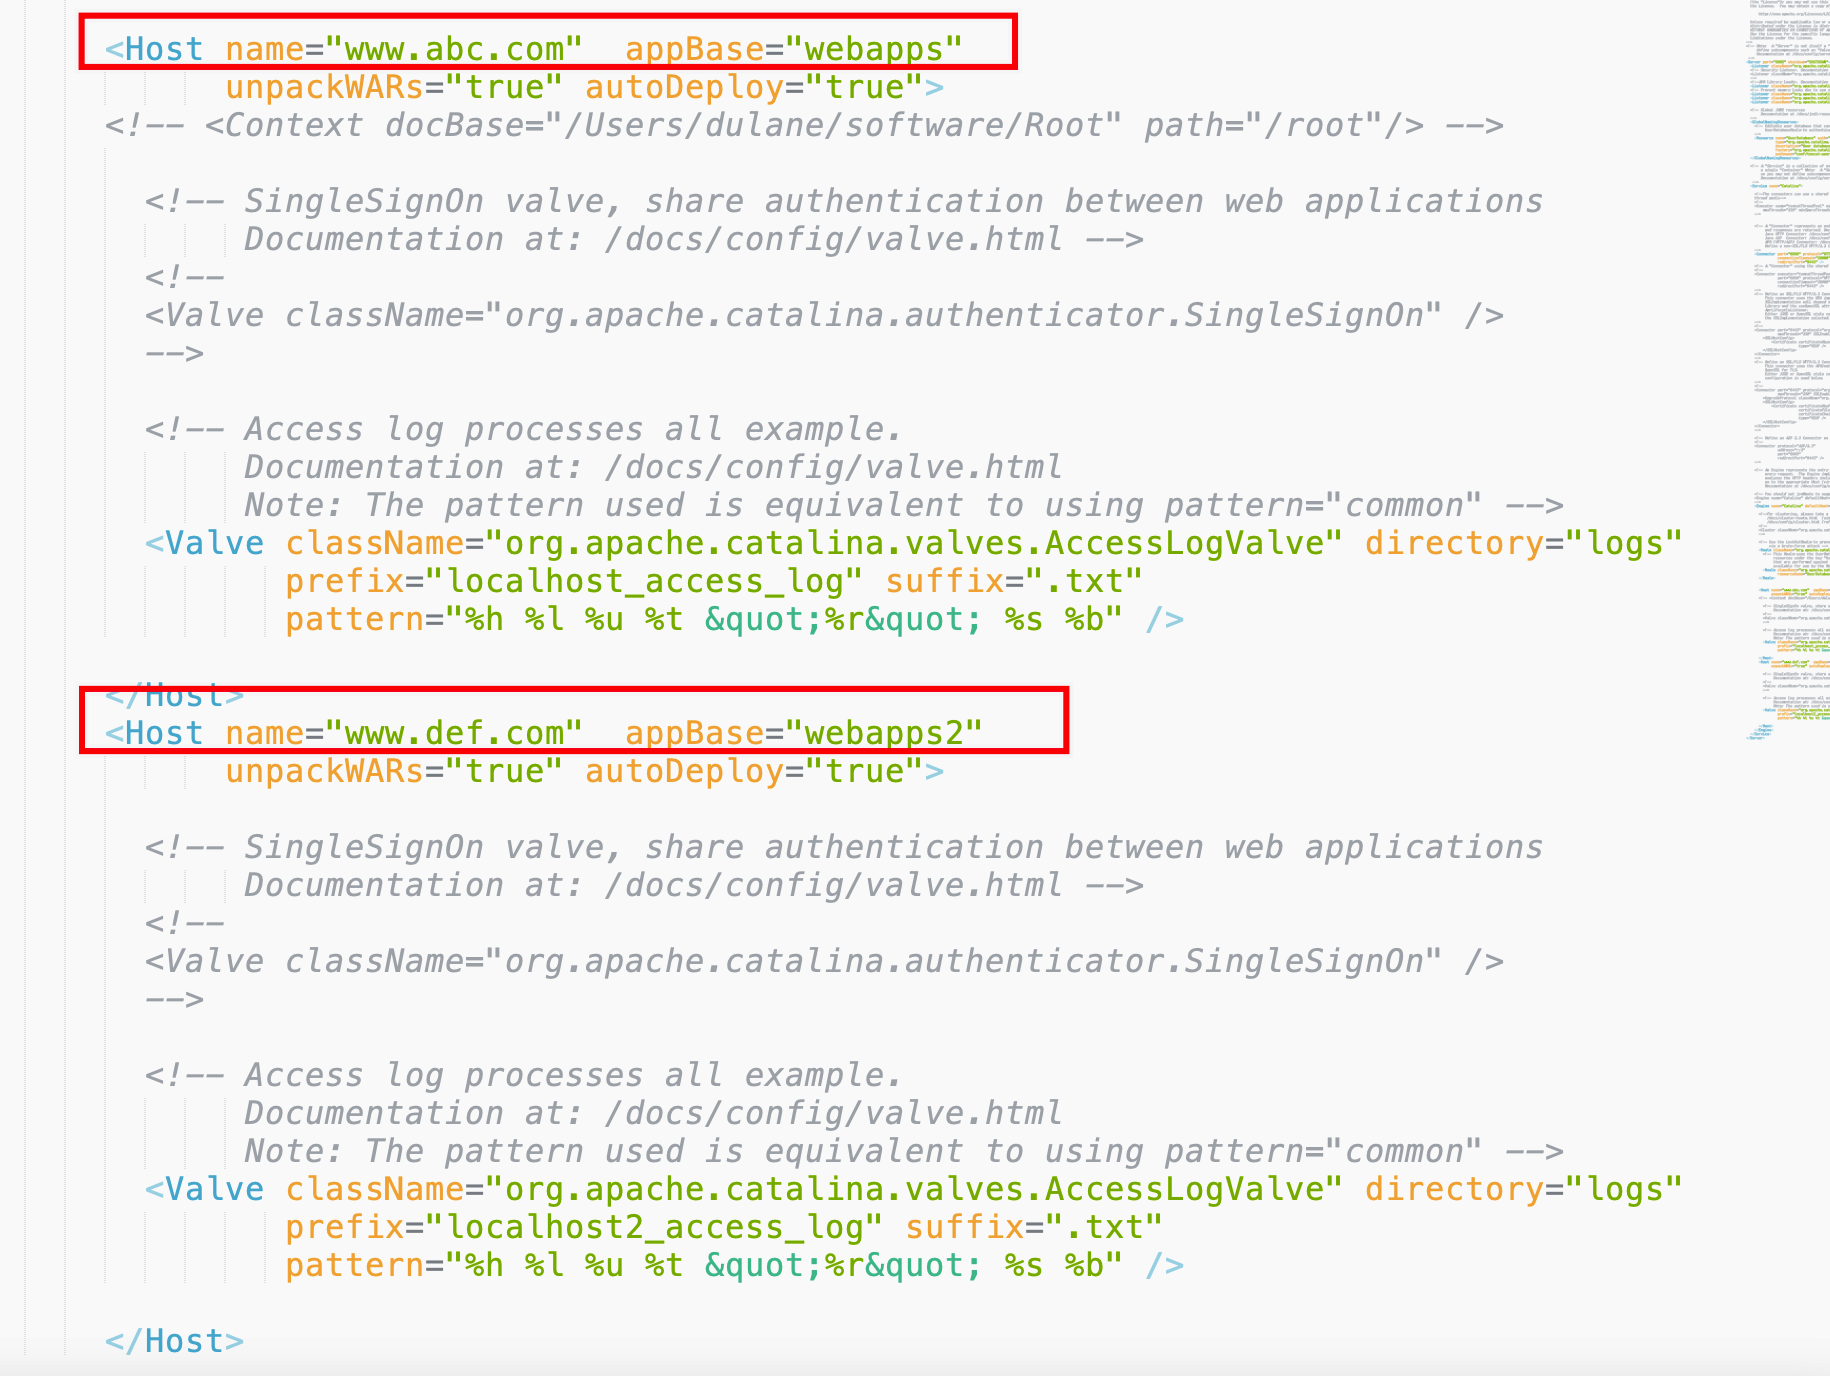 <Host name="www.abc.com"  appBase="webapps"
unpackWARs="true" autoDeploy="true">
<!-- <Context docBase="/Users/dulane/software/Root" path="/root"/> -->
<!-- SingleSignOn valve, share authentication between web applications
Documentation at: /docs/config/valve.html -->
<!--
<Valve className="org.apache.catalina.authenticator.SingleSignOn" />
-->
<!-- Access log processes all example.
Documentation at: /docs/config/valve.html
Note: The pattern used is equivalent to using pattern="common" -->
<Valve className="org.apache.catalina.valves.AccessLogValve" directory="logs"
prefix="localhost_access_log" suffix=".txt"
pattern="%h %l %u %t &quot;%r&quot; %s %b" />
</Host>
<Host name="www.def.com"  appBase="webapps2"
unpackWARs="true" autoDeploy="true">
<!-- SingleSignOn valve, share authentication between web applications
Documentation at: /docs/config/valve.html -->
<!--
<Valve className="org.apache.catalina.authenticator.SingleSignOn" />
-->
<!-- Access log processes all example.
Documentation at: /docs/config/valve.html
Note: The pattern used is equivalent to using pattern="common" -->
<Valve className="org.apache.catalina.valves.AccessLogValve" directory="logs"
prefix="localhost2_access_log" suffix=".txt"
pattern="%h %l %u %t &quot;%r&quot; %s %b" />
</Host>